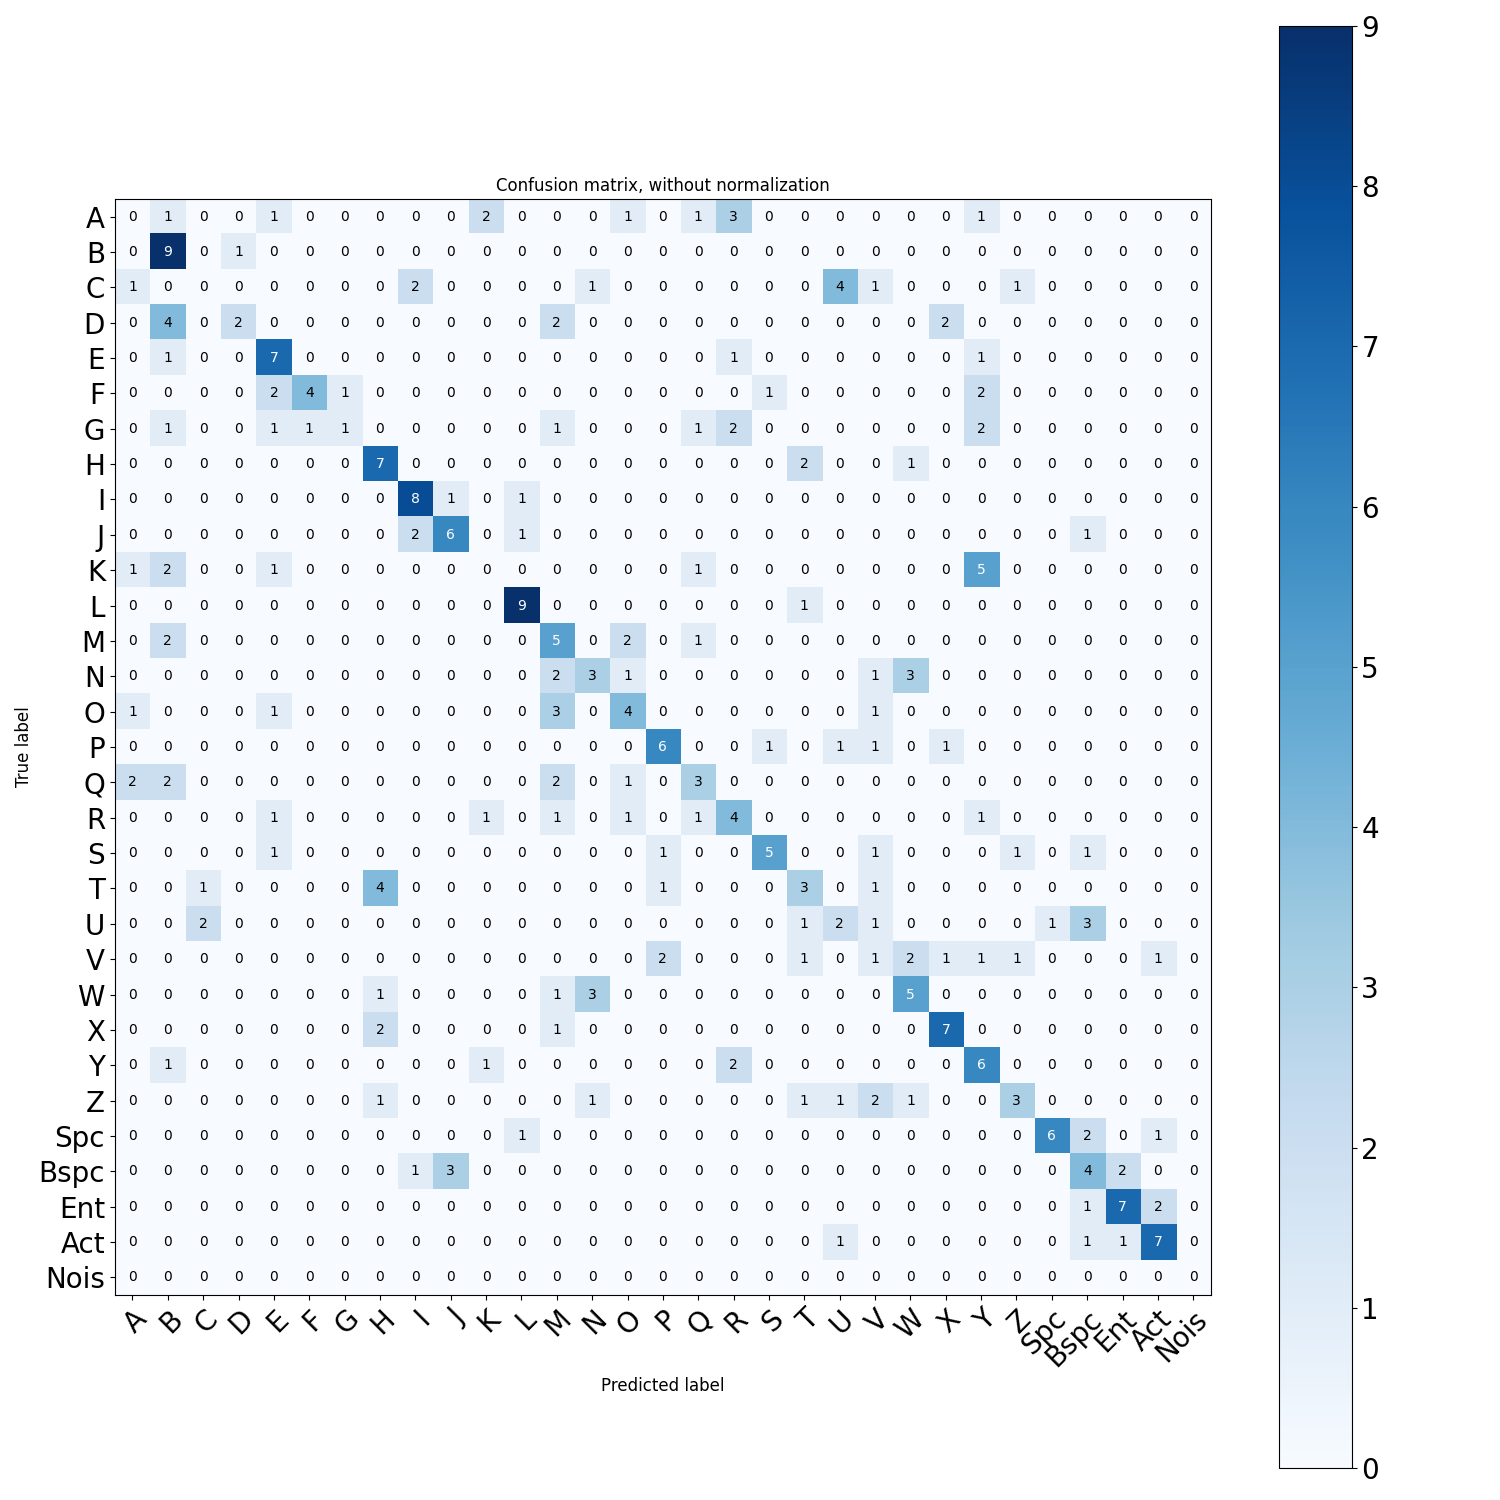 Confusion matrix, without normalization
A 0 1 0 0 1 0 0 0 0 0 2 0 0 0 1 0 1 3 0 0 0 0 0 0 1 0 0 0 0 0 0
B 0 9 0 1 0 0 0 0 0 0 0 0 0 0 0 0 0 0 0 0 0 0 0 0 0 0 0 0 0 0 0
C 1 0 0 0 0 0 0 0 2 0 0 0 0 1 0 0 0 0 0 0 4 1 0 0 0 1 0 0 0 0 0
D 0 4 0 2 0 0 0 0 0 0 0 0 2 0 0 0 0 0 0 0 0 0 0 2 0 0 0 0 0 0 0
E 0 1 0 0 7 0 0 0 0 0 0 0 0 0 0 0 0 1 0 0 0 0 0 0 1 0 0 0 0 0 0
F 0 0 0 0 2 4 1 0 0 0 0 0 0 0 0 0 0 0 1 0 0 0 0 0 2 0 0 0 0 0 0
G 0 1 0 0 1 1 1 0 0 0 0 0 1 0 0 0 1 2 0 0 0 0 0 0 2 0 0 0 0 0 0
H 0 0 0 0 0 0 0 7 0 0 0 0 0 0 0 0 0 0 0 2 0 0 1 0 0 0 0 0 0 0 0
I 0 0 0 0 0 0 0 0 8 1 0 1 0 0 0 0 0 0 0 0 0 0 0 0 0 0 0 0 0 0 0
J 0 0 0 0 0 0 0 0 2 6 0 1 0 0 0 0 0 0 0 0 0 0 0 0 0 0 0 1 0 0 0
K 1 2 0 0 1 0 0 0 0 0 0 0 0 0 0 0 1 0 0 0 0 0 0 0 5 0 0 0 0 0 0
L 0 0 0 0 0 0 0 0 0 0 0 9 0 0 0 0 0 0 0 1 0 0 0 0 0 0 0 0 0 0 0
M 0 2 0 0 0 0 0 0 0 0 0 0 5 0 2 0 1 0 0 0 0 0 0 0 0 0 0 0 0 0 0
N 0 0 0 0 0 0 0 0 0 0 0 0 2 3 1 0 0 0 0 0 0 1 3 0 0 0 0 0 0 0 0
O 1 0 0 0 1 0 0 0 0 0 0 0 3 0 4 0 0 0 0 0 0 1 0 0 0 0 0 0 0 0 0
P 0 0 0 0 0 0 0 0 0 0 0 0 0 0 0 6 0 0 1 0 1 1 0 1 0 0 0 0 0 0 0
Q 2 2 0 0 0 0 0 0 0 0 0 0 2 0 1 0 3 0 0 0 0 0 0 0 0 0 0 0 0 0 0
R 0 0 0 0 1 0 0 0 0 0 1 0 1 0 1 0 1 4 0 0 0 0 0 0 1 0 0 0 0 0 0
S 0 0 0 0 1 0 0 0 0 0 0 0 0 0 0 1 0 0 5 0 0 1 0 0 0 1 0 1 0 0 0
T 0 0 1 0 0 0 0 4 0 0 0 0 0 0 0 1 0 0 0 3 0 1 0 0 0 0 0 0 0 0 0
U 0 0 2 0 0 0 0 0 0 0 0 0 0 0 0 0 0 0 0 1 2 1 0 0 0 0 1 3 0 0 0
V 0 0 0 0 0 0 0 0 0 0 0 0 0 0 0 2 0 0 0 1 0 1 2 1 1 1 0 0 0 1 0
W 0 0 0 0 0 0 0 1 0 0 0 0 1 3 0 0 0 0 0 0 0 0 5 0 0 0 0 0 0 0 0
X 0 0 0 0 0 0 0 2 0 0 0 0 1 0 0 0 0 0 0 0 0 0 0 7 0 0 0 0 0 0 0
Y 0 1 0 0 0 0 0 0 0 0 1 0 0 0 0 0 0 2 0 0 0 0 0 0 6 0 0 0 0 0 0
Z 0 0 0 0 0 0 0 1 0 0 0 0 0 1 0 0 0 0 0 1 1 2 1 0 0 3 0 0 0 0 0
Spc 0 0 0 0 0 0 0 0 0 0 0 1 0 0 0 0 0 0 0 0 0 0 0 0 0 0 6 2 0 1 0
Bspc 0 0 0 0 0 0 0 0 1 3 0 0 0 0 0 0 0 0 0 0 0 0 0 0 0 0 0 4 2 0 0
Ent 0 0 0 0 0 0 0 0 0 0 0 0 0 0 0 0 0 0 0 0 0 0 0 0 0 0 0 1 7 2 0
Act 0 0 0 0 0 0 0 0 0 0 0 0 0 0 0 0 0 0 0 0 1 0 0 0 0 0 0 1 1 7 0
Nois 0 0 0 0 0 0 0 0 0 0 0 0 0 0 0 0 0 0 0 0 0 0 0 0 0 0 0 0 0 0 0
A B C D E F G H I J K L M N O P Q R S T U V W X Y Z Spc Bspc Ent Act Nois
Predicted label
True label
9
8
7
6
5
4
3
2
1
0